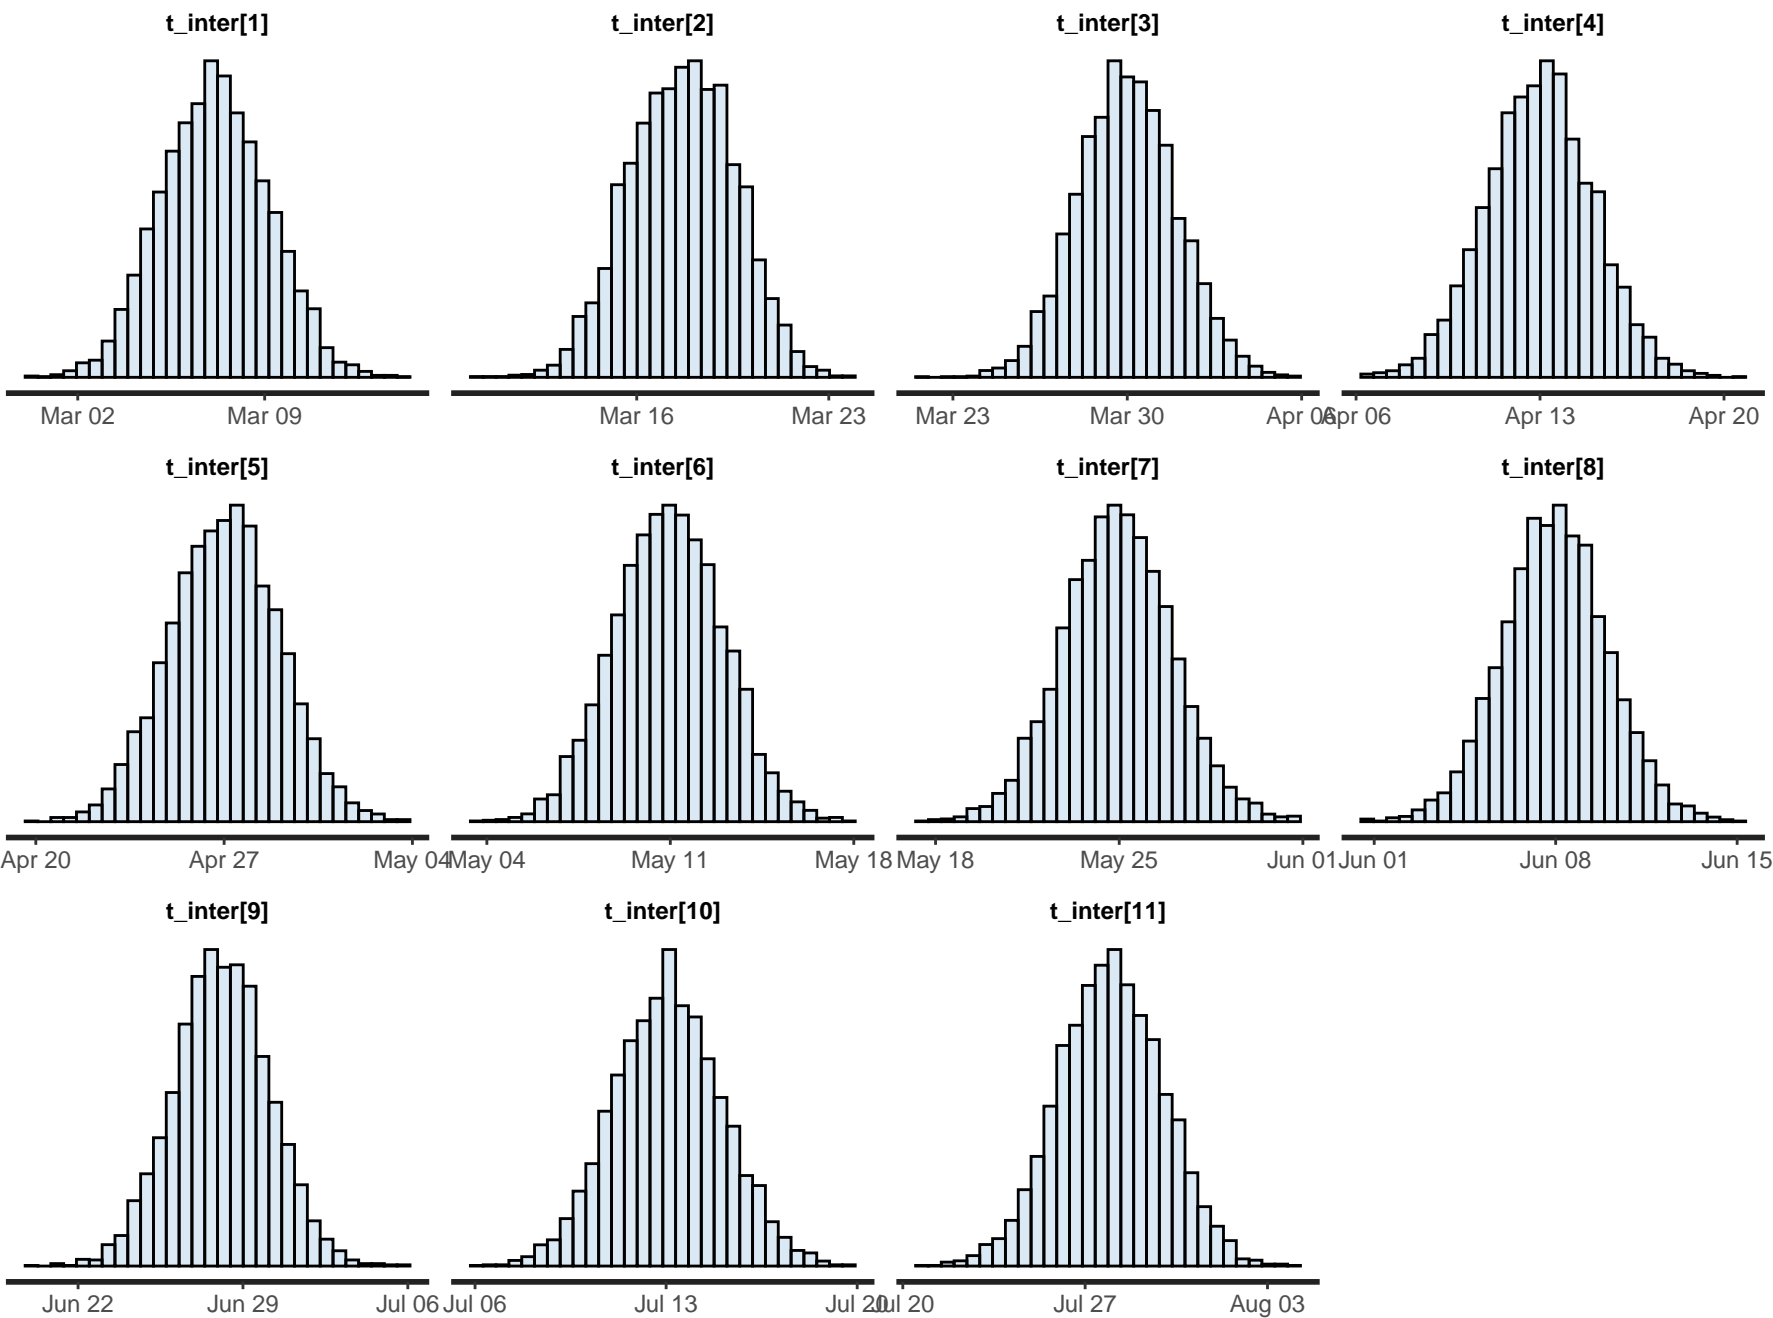 t_inter[1] t_inter[2] t_inter[3] t_inter[4]
Mar 02 Mar 09 Mar 16 Mar 23 Mar 23 Mar 30 Apr 06 Apr 06 Apr 13 Apr 20
t_inter[5] t_inter[6] t_inter[7] t_inter[8]
Apr 20 Apr 27 May 04 May 04 May 11 May 18 May 18 May 25 Jun 01 Jun 01 Jun 08 Jun 15
t_inter[9] t_inter[10] t_inter[11]
Jun 22 Jun 29 Jul 06 Jul 06 Jul 13 Jul 20 Jul 20 Jul 27 Aug 03